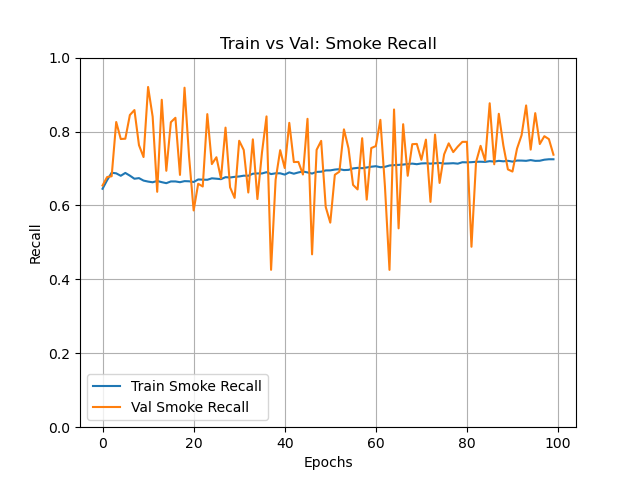 Train vs Val: Smoke Recall
1.0
0.8
0.6
0.4
0.2
0.0
Recall
Train Smoke Recall
Val Smoke Recall
0 20 40 60 80 100
Epochs